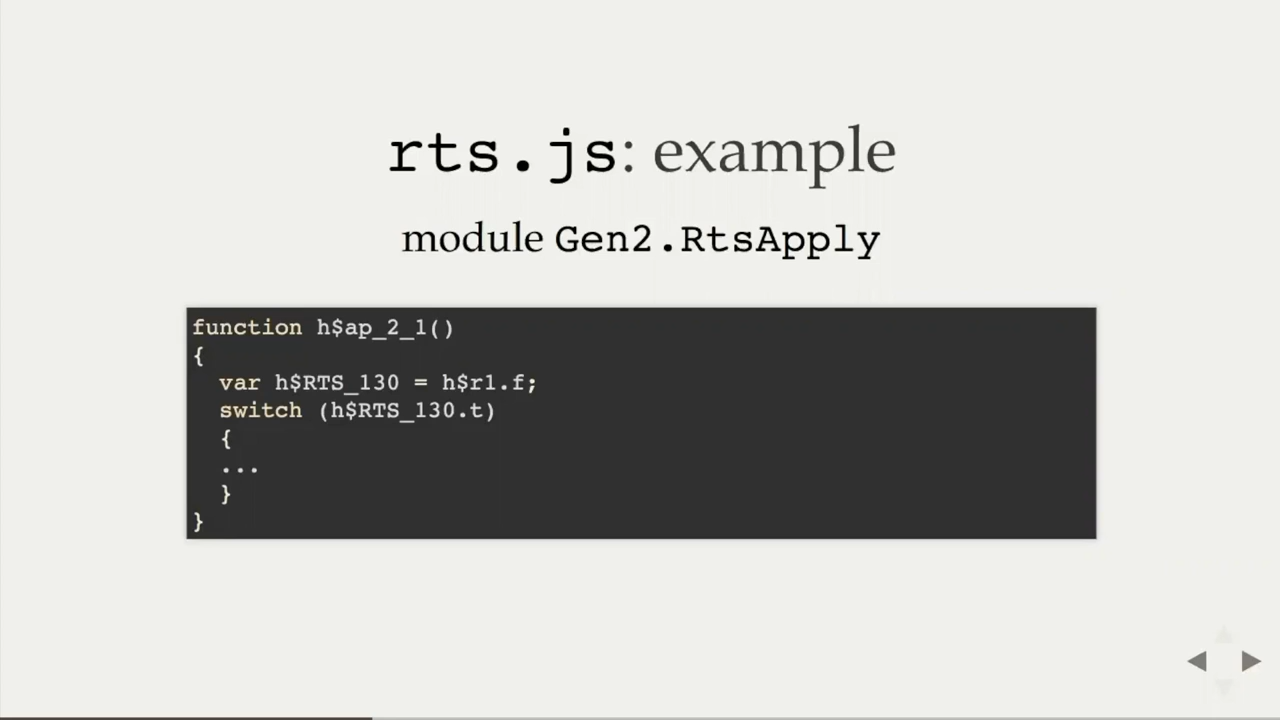 rts.js: example
module Gen2.RtsApply
function h$ap_2_1()
{
  var h$RTS_130 = h$r1.f;
  switch (h$RTS_130.t)
  {
  ...
  }
}